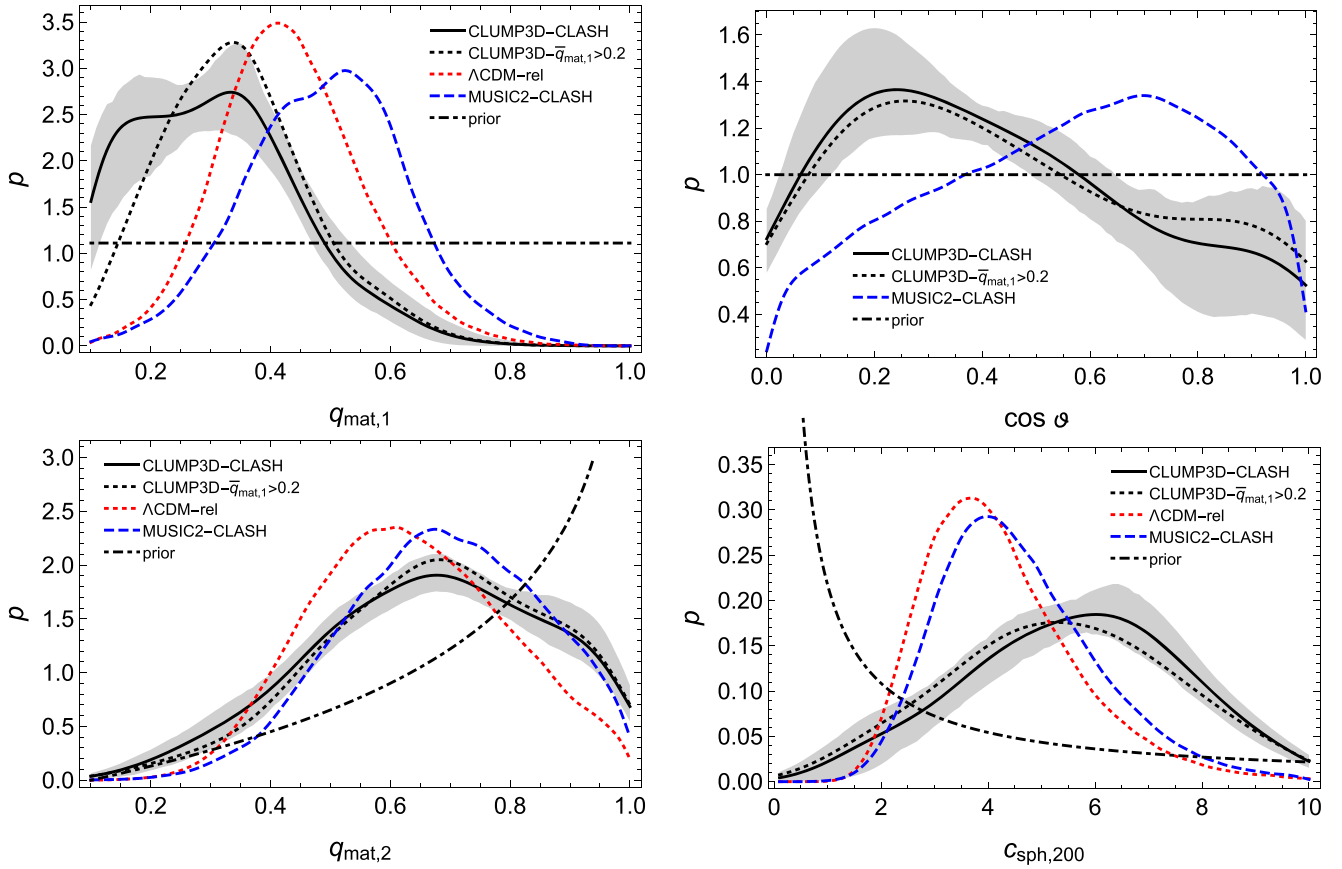 3.5
3.0
2.5
2.0
1.5
1.0
0.5
0.0
p
0.2
0.4
0.6
0.8
1.0
q_mat,1
CLUMP3D-CLASH
CLUMP3D-q̅_mat,1>0.2
ΛCDM-rel
MUSIC2-CLASH
prior
1.6
1.4
1.2
1.0
0.8
0.6
0.4
p
0.0
0.2
0.4
0.6
0.8
1.0
cos ϑ
CLUMP3D-CLASH
CLUMP3D-q̅_mat,1>0.2
MUSIC2-CLASH
prior
3.0
2.5
2.0
1.5
1.0
0.5
0.0
p
0.2
0.4
0.6
0.8
1.0
q_mat,2
CLUMP3D-CLASH
CLUMP3D-q̅_mat,1>0.2
ΛCDM-rel
MUSIC2-CLASH
prior
0.35
0.30
0.25
0.20
0.15
0.10
0.05
0.00
p
0
2
4
6
8
10
c_sph,200
CLUMP3D-CLASH
CLUMP3D-q̅_mat,1>0.2
ΛCDM-rel
MUSIC2-CLASH
prior